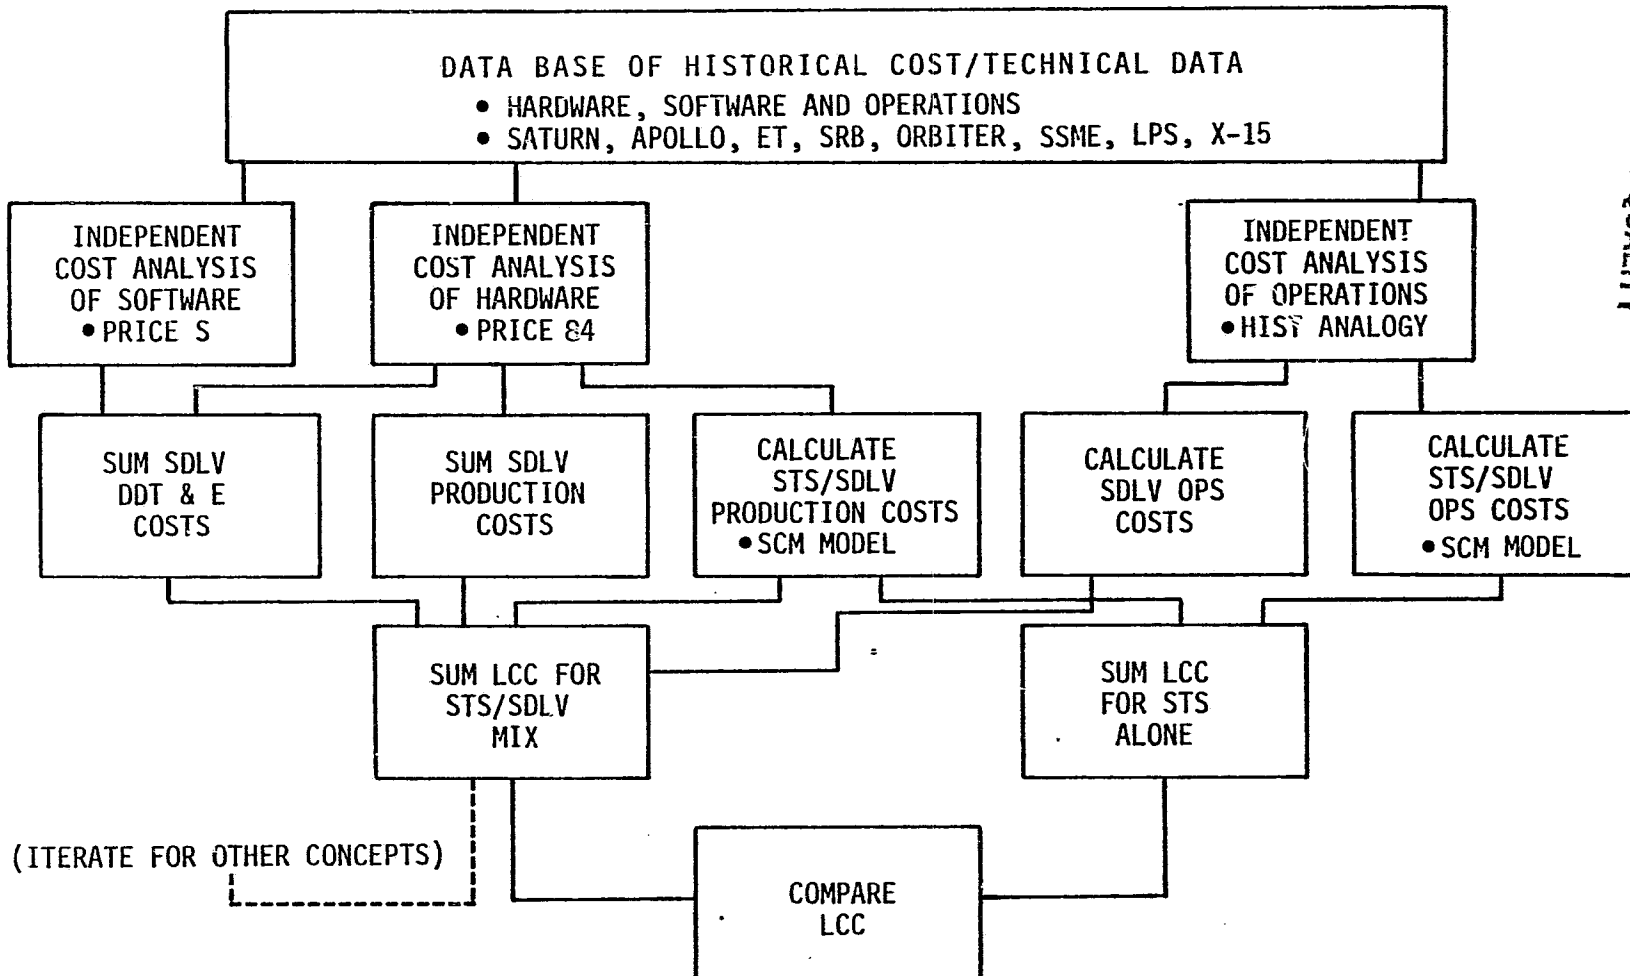 DATA BASE OF HISTORICAL COST/TECHNICAL DATA
• HARDWARE, SOFTWARE AND OPERATIONS
• SATURN, APOLLO, ET, SRB, ORBITER, SSME, LPS, X-15
INDEPENDENT
COST ANALYSIS
OF SOFTWARE
• PRICE S
INDEPENDENT
COST ANALYSIS
OF HARDWARE
• PRICE 84
INDEPENDENT
COST ANALYSIS
OF OPERATIONS
• HIST ANALOGY
SUM SDLV
DDT & E
COSTS
SUM SDLV
PRODUCTION
COSTS
CALCULATE
STS/SDLV
PRODUCTION COSTS
• SCM MODEL
CALCULATE
SDLV OPS
COSTS
CALCULATE
STS/SDLV
OPS COSTS
• SCM MODEL
SUM LCC FOR
STS/SDLV
MIX
SUM LCC
FOR STS
ALONE
(ITERATE FOR OTHER CONCEPTS)
COMPARE
LCC